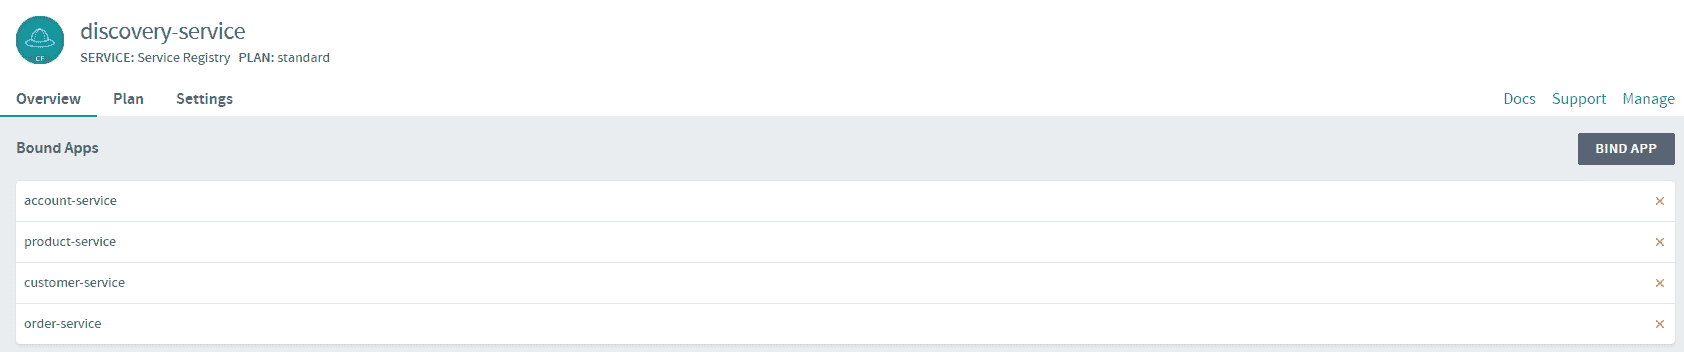 discovery-service
CF
SERVICE: Service Registry PLAN: standard
Overview Plan Settings Docs Support Manage
Bound Apps BIND APP
account-service ×
product-service ×
customer-service ×
order-service ×